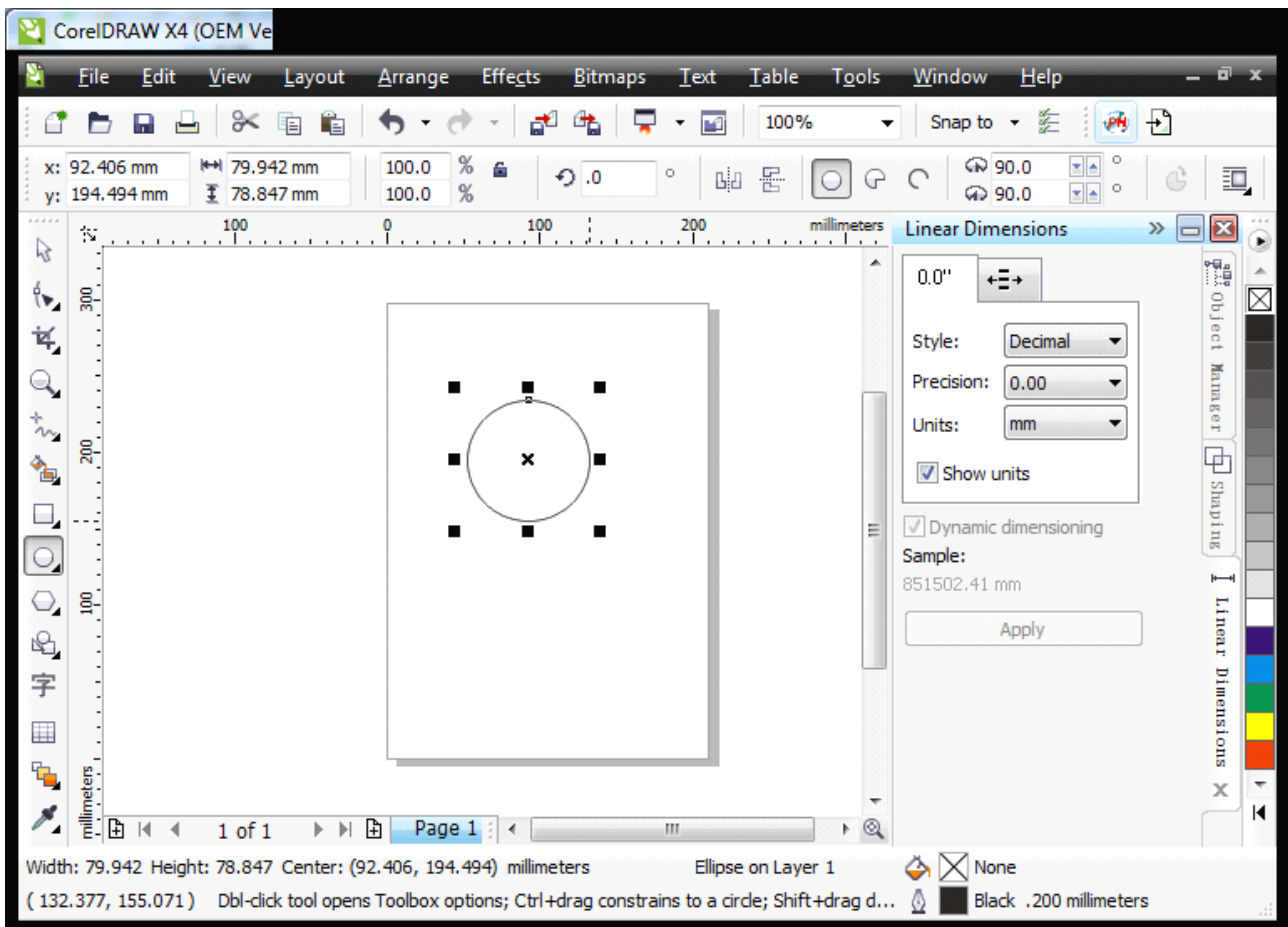 CorelDRAW X4 (OEM Ve
File Edit View Layout Arrange Effects Bitmaps Text Table Tools Window Help
100% Snap to
x: 92.406 mm 79.942 mm 100.0 % .0 ° 90.0 °
y: 194.494 mm 78.847 mm 100.0 % 90.0 °
100 0 100 200 millimeters
300
200
100
millimeters
字
Linear Dimensions
0.0"
Style: Decimal
Precision: 0.00
Units: mm
Show units
Dynamic dimensioning
Sample:
851502.41 mm
Apply
Object Manager
Shaping
Linear Dimensions
1 of 1 Page 1
Width: 79.942 Height: 78.847 Center: (92.406, 194.494) millimeters Ellipse on Layer 1 None
( 132.377, 155.071 ) Dbl-click tool opens Toolbox options; Ctrl+drag constrains to a circle; Shift+drag d... Black .200 millimeters